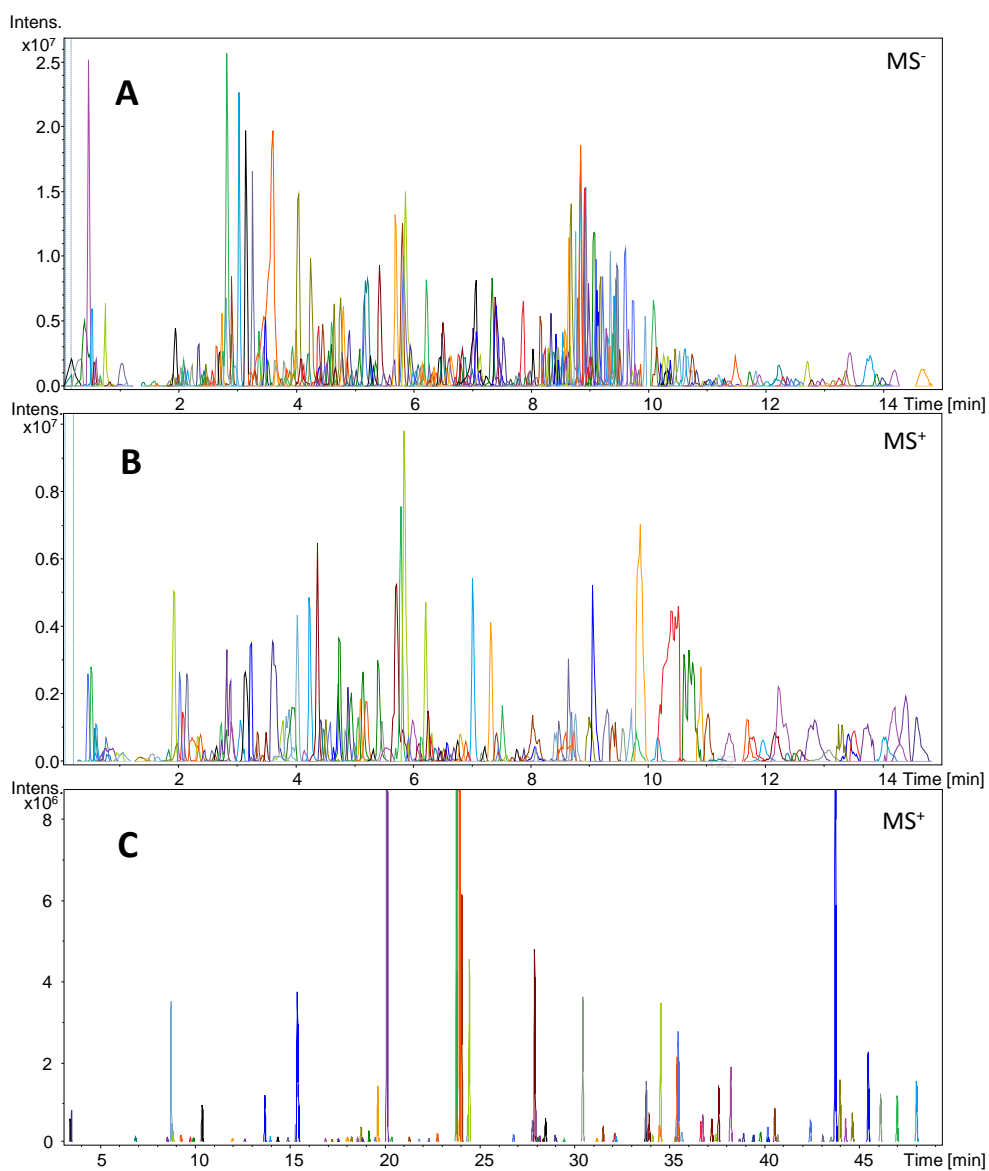 Intens.
x10⁷
MS⁻
A
2.5
2.0
1.5
1.0
0.5
0.0
2 4 6 8 10 12 14 Time [min]
Intens.
x10⁷
MS⁺
B
0.8
0.6
0.4
0.2
0.0
2 4 6 8 10 12 14 Time [min]
Intens.
x10⁶
MS⁺
C
8
6
4
2
0
5 10 15 20 25 30 35 40 45 Time [min]